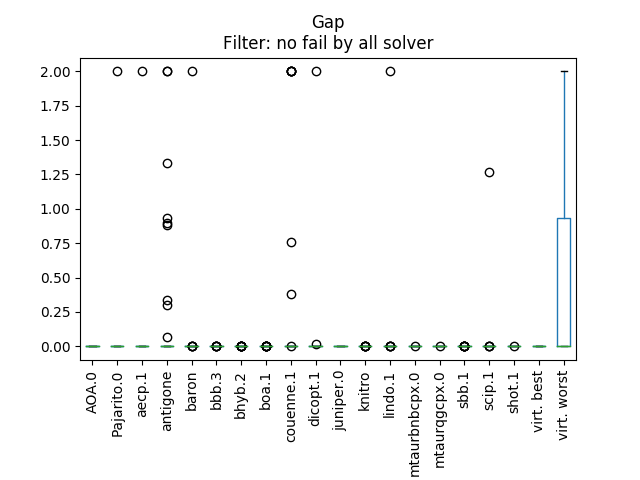 Gap
Filter: no fail by all solver
2.00
1.75
1.50
1.25
1.00
0.75
0.50
0.25
0.00
AOA.0
Pajarito.0
aecp.1
antigone
baron
bbb.3
bhyb.2
boa.1
couenne.1
dicopt.1
juniper.0
knitro
lindo.1
mtaurbnbcpx.0
mtaurqgcpx.0
sbb.1
scip.1
shot.1
virt. best
virt. worst